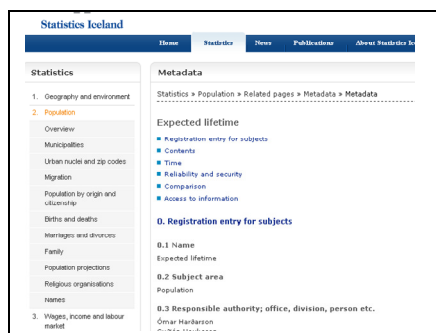 Statistics Iceland
Home Statistics News Publications About Statistics Ic
Statistics
1. Geography and environment
2. Population
Overview
Municipalities
Urban nuclei and zip codes
Migration
Population by origin and
citizenship
Births and deaths
Marriages and divorces
Family
Population projections
Religious organisations
Names
3. Wages, income and labour
market
Metadata
Statistics » Population » Related pages » Metadata » Metadata
Expected lifetime
Registration entry for subjects
Contents
Time
Reliability and security
Comparison
Access to information
0. Registration entry for subjects
0.1 Name
Expected lifetime
0.2 Subject area
Population
0.3 Responsible authority; office, division, person etc.
Ómar Harðarson